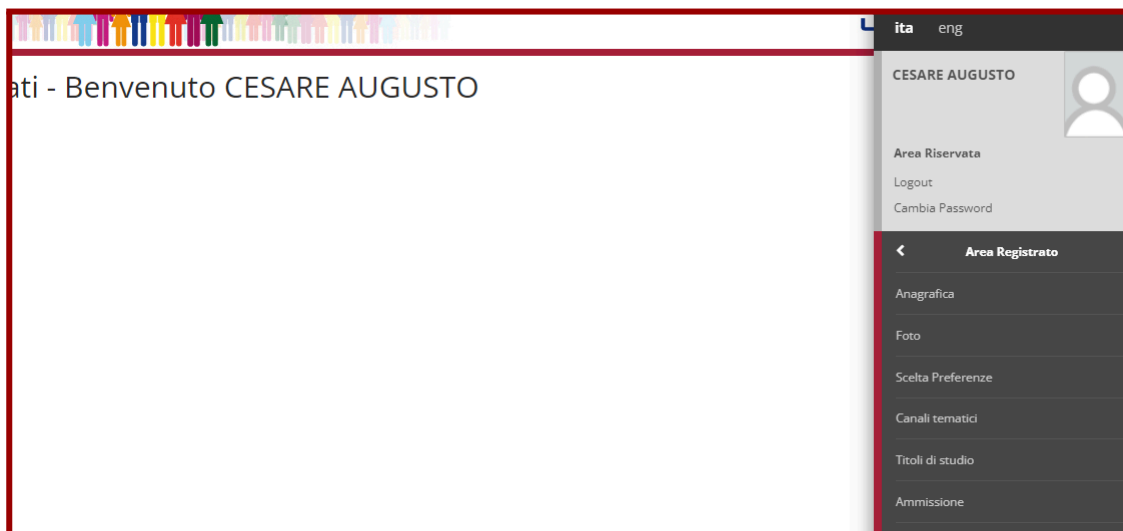 ita eng
ati - Benvenuto CESARE AUGUSTO
CESARE AUGUSTO
Area Riservata
Logout
Cambia Password
Area Registrato
Anagrafica
Foto
Scelta Preferenze
Canali tematici
Titoli di studio
Ammissione